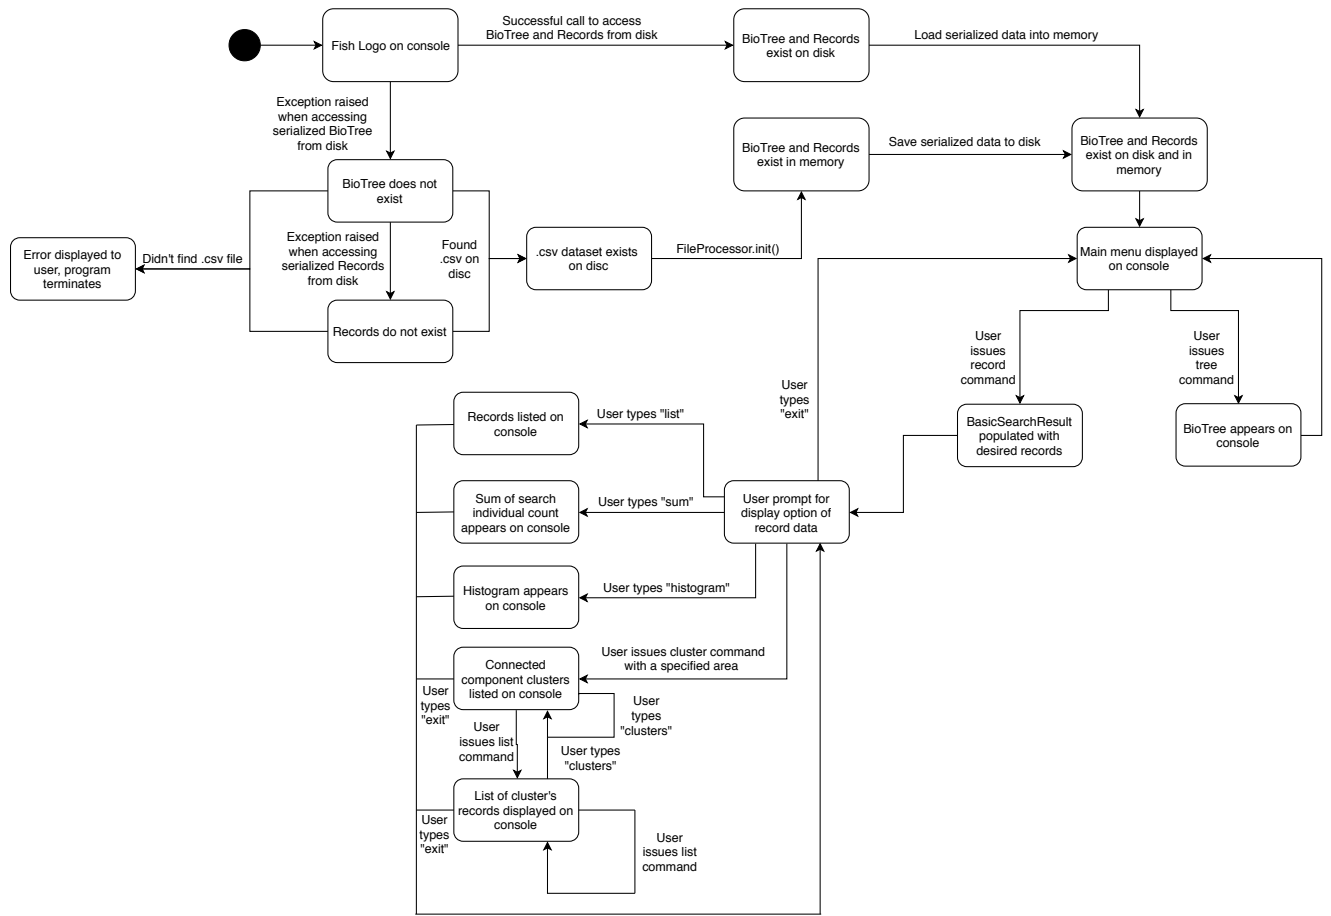 Fish Logo on console
Successful call to access
BioTree and Records from disk
BioTree and Records
exist on disk
Load serialized data into memory
Exception raised
when accessing
serialized BioTree
from disk
BioTree and Records
exist in memory
Save serialized data to disk
BioTree and Records
exist on disk and in
memory
BioTree does not
exist
Error displayed to
user, program
terminates
Didn't find .csv file
Exception raised
when accessing
serialized Records
from disk
Found
.csv on
disc
.csv dataset exists
on disc
FileProcessor.init()
Main menu displayed
on console
Records do not exist
User
issues
record
command
User
issues
tree
command
User
types
"exit"
Records listed on
console
User types "list"
BasicSearchResult
populated with
desired records
BioTree appears on
console
Sum of search
individual count
appears on console
User types "sum"
User prompt for
display option of
record data
Histogram appears
on console
User types "histogram"
Connected
component clusters
listed on console
User issues cluster command
with a specified area
User
types
"exit"
User
issues list
command
User
types
"clusters"
User types
"clusters"
List of cluster's
records displayed on
console
User
types
"exit"
User
issues list
command